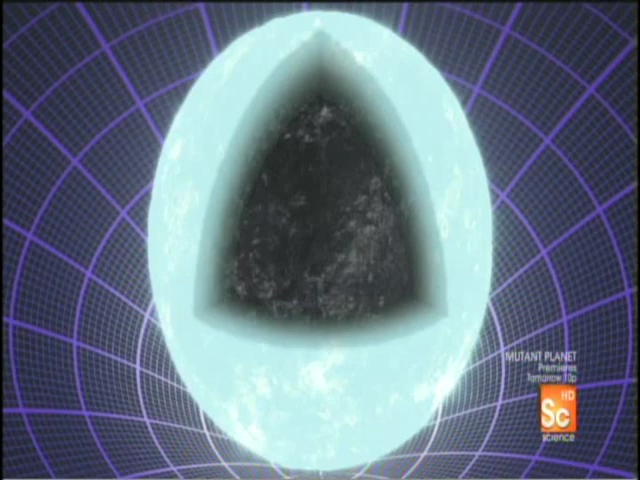 MUTANT PLANET
Premieres
Tomorrow 10p
HD
Sc
science